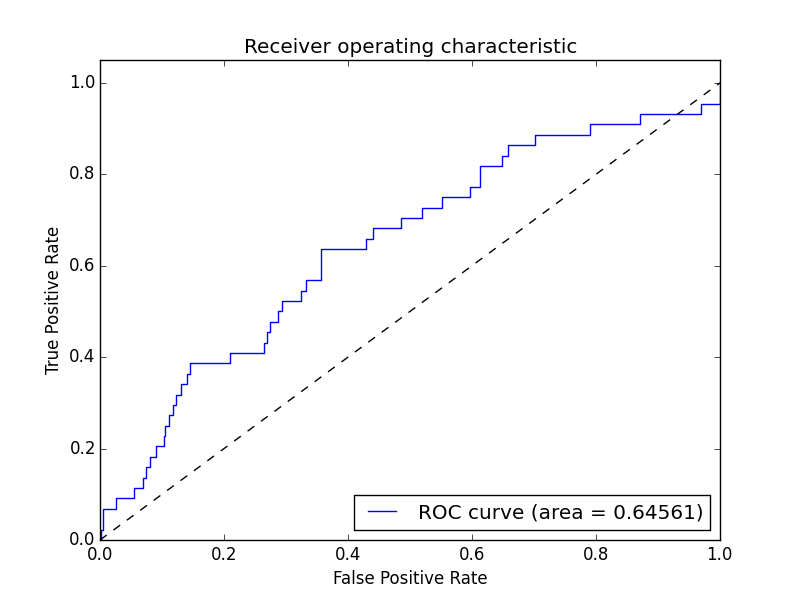 Receiver operating characteristic
1.0
0.8
0.6
0.4
0.2
0.0
True Positive Rate
ROC curve (area = 0.64561)
0.0 0.2 0.4 0.6 0.8 1.0
False Positive Rate